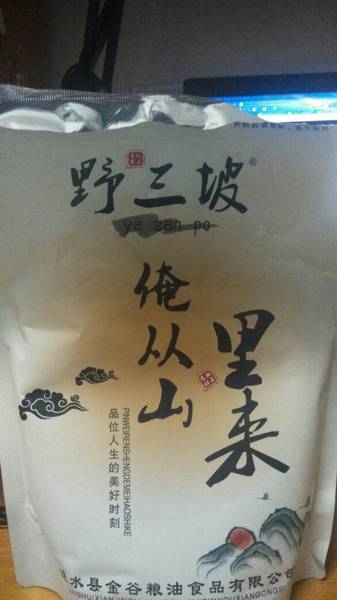 野三坡®
ye san po
俺从山
里来
品位人生的美好时刻
PINWEIRENSHENGDEMEIHAOSHIKE
水县金谷粮油食品有限公